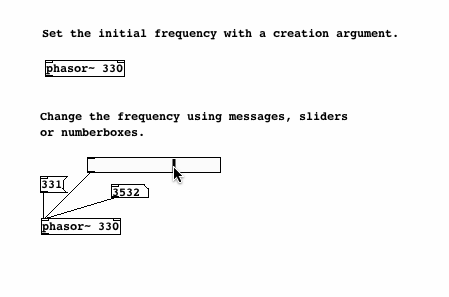 Set the initial frequency with a creation argument.
phasor~ 330
Change the frequency using messages, sliders
or numberboxes.
331
3532
phasor~ 330